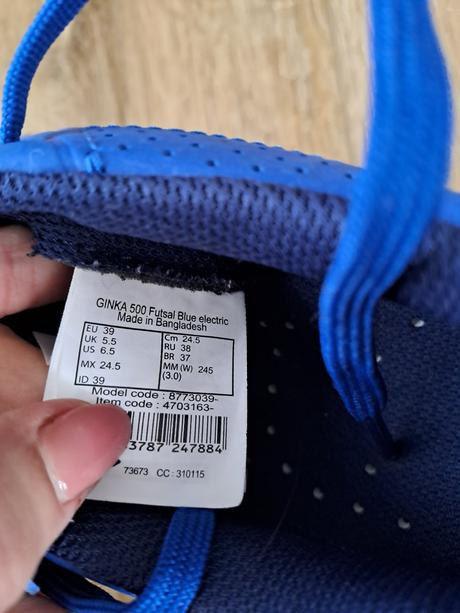 GINKA 500 Futsal Blue electric
Made in Bangladesh
EU 39
UK 5.5
US 6.5
MX 24.5
ID 39
Cm 24.5
RU 38
BR 37
MM (W) 245
(3.0)
Model code : 8773039-
Item code : 4703163-
3787 247884
73673 CC : 310115